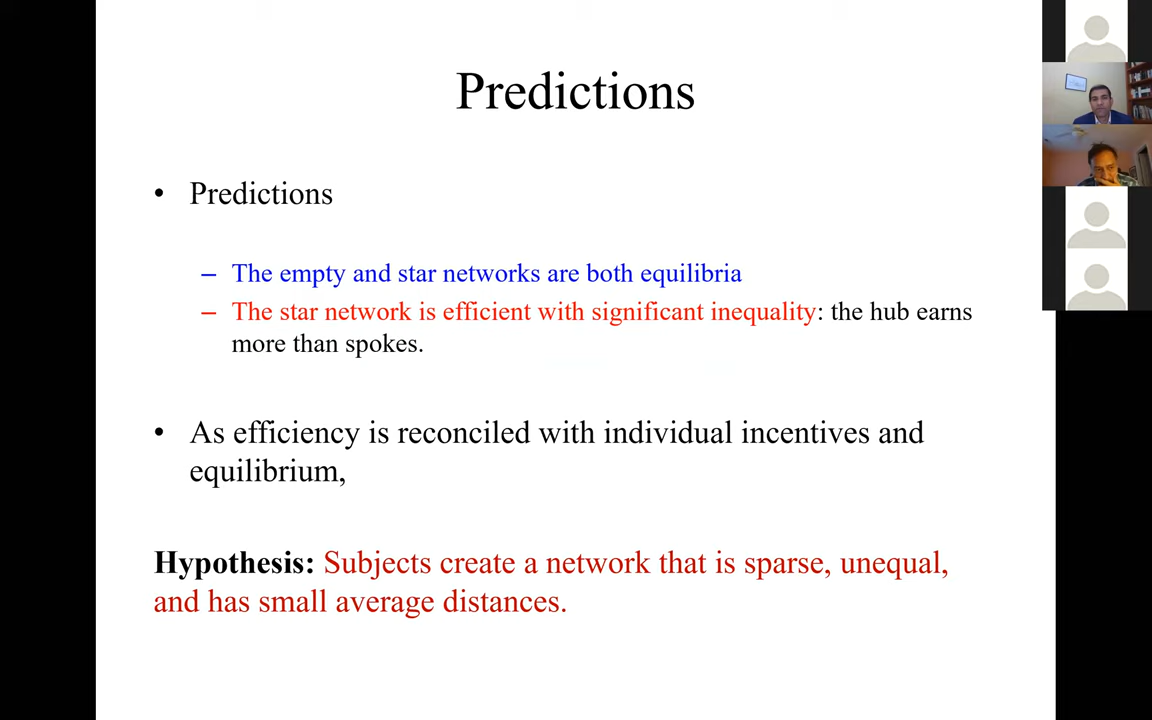 Predictions
• Predictions
– The empty and star networks are both equilibria
– The star network is efficient with significant inequality: the hub earns
more than spokes.
• As efficiency is reconciled with individual incentives and
equilibrium,
Hypothesis: Subjects create a network that is sparse, unequal,
and has small average distances.